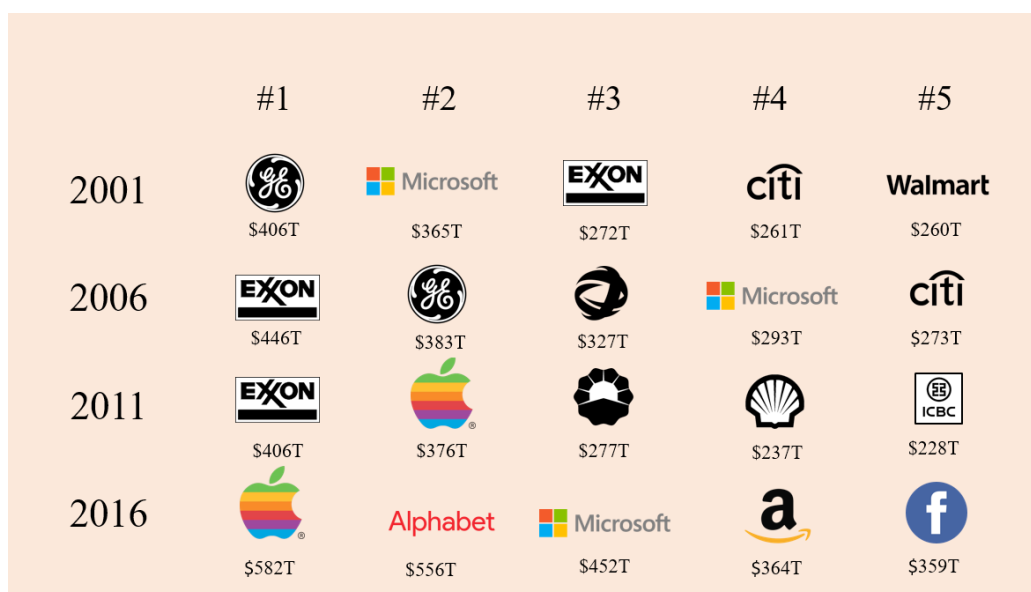 #1 #2 #3 #4 #5
2001 GE Microsoft EXXON citi Walmart
$406T $365T $272T $261T $260T
2006 EXXON GE Microsoft citi
$446T $383T $327T $293T $273T
2011 EXXON ® ICBC
$406T $376T $277T $237T $228T
2016 ® Alphabet Microsoft a f
$582T $556T $452T $364T $359T